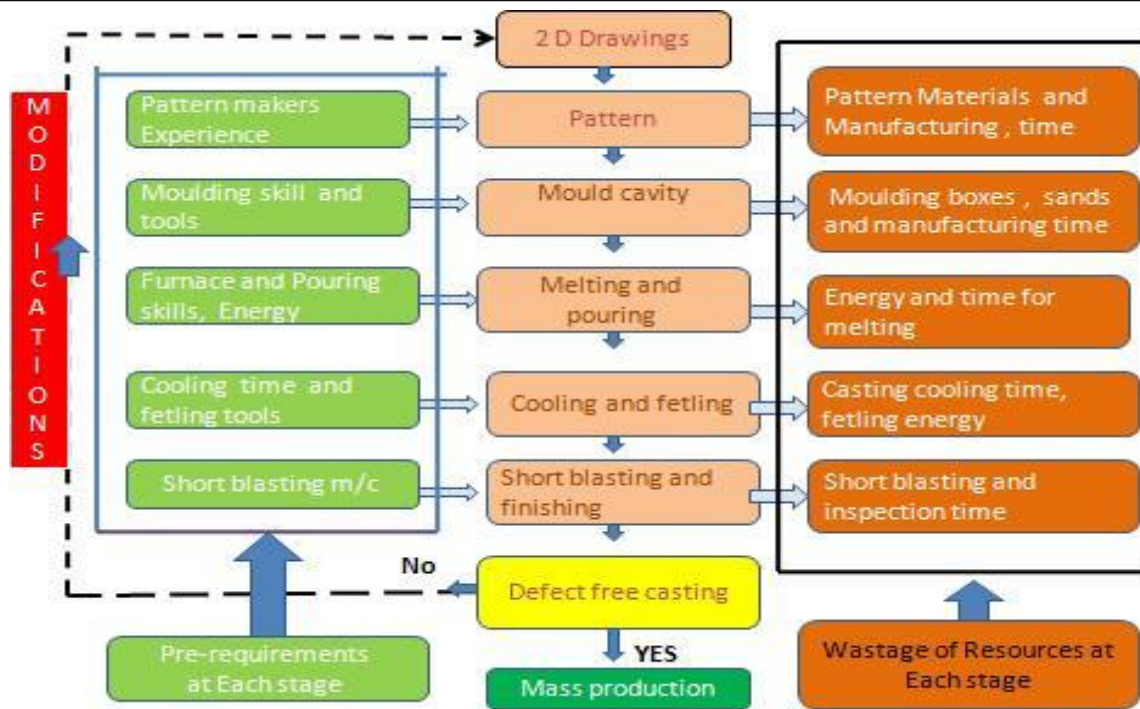 2 D Drawings
MODIFICATIONS
Pattern makers
Experience
Pattern
Pattern Materials and
Manufacturing , time
Moulding skill and
tools
Mould cavity
Moulding boxes , sands
and manufacturing time
Furnace and Pouring
skills, Energy
Melting and
pouring
Energy and time for
melting
Cooling time and
fetling tools
Cooling and fetling
Casting cooling time,
fetling energy
Short blasting m/c
Short blasting and
finishing
Short blasting and
inspection time
No
Defect free casting
YES
Pre-requirements
at Each stage
Mass production
Wastage of Resources at
Each stage